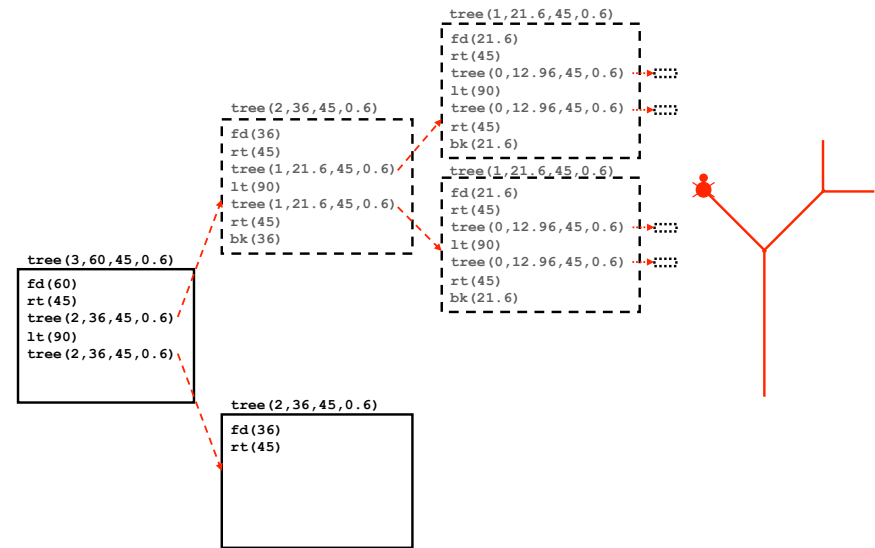 tree(1,21.6,45,0.6)
fd(21.6)
rt(45)
tree(0,12.96,45,0.6)
lt(90)
tree(0,12.96,45,0.6)
rt(45)
bk(21.6)
tree(2,36,45,0.6)
fd(36)
rt(45)
tree(1,21.6,45,0.6)
lt(90)
tree(1,21.6,45,0.6)
rt(45)
bk(36)
tree(1,21.6,45,0.6)
fd(21.6)
rt(45)
tree(0,12.96,45,0.6)
lt(90)
tree(0,12.96,45,0.6)
rt(45)
bk(21.6)
tree(3,60,45,0.6)
fd(60)
rt(45)
tree(2,36,45,0.6)
lt(90)
tree(2,36,45,0.6)
tree(2,36,45,0.6)
fd(36)
rt(45)